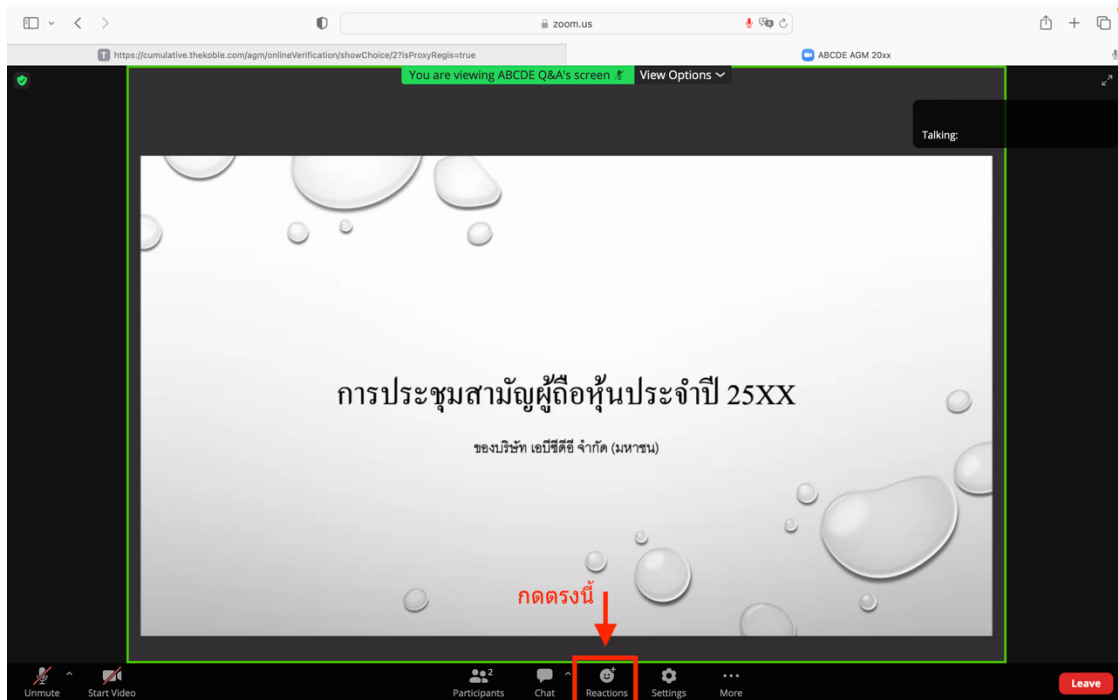 zoom.us
https://cumulative.thekoble.com/agm/onlineVerification/showChoice/2?isProxyRegis=true
ABCDE AGM 20xx
You are viewing ABCDE Q&A's screen
View Options
Talking:
การประชุมสามัญผู้ถือหุ้นประจำปี 25XX
ของบริษัท เอบีซีดีอี จำกัด (มหาชน)
กดตรงนี้
2
Unmute
Start Video
Participants
Chat
Reactions
Settings
More
Leave